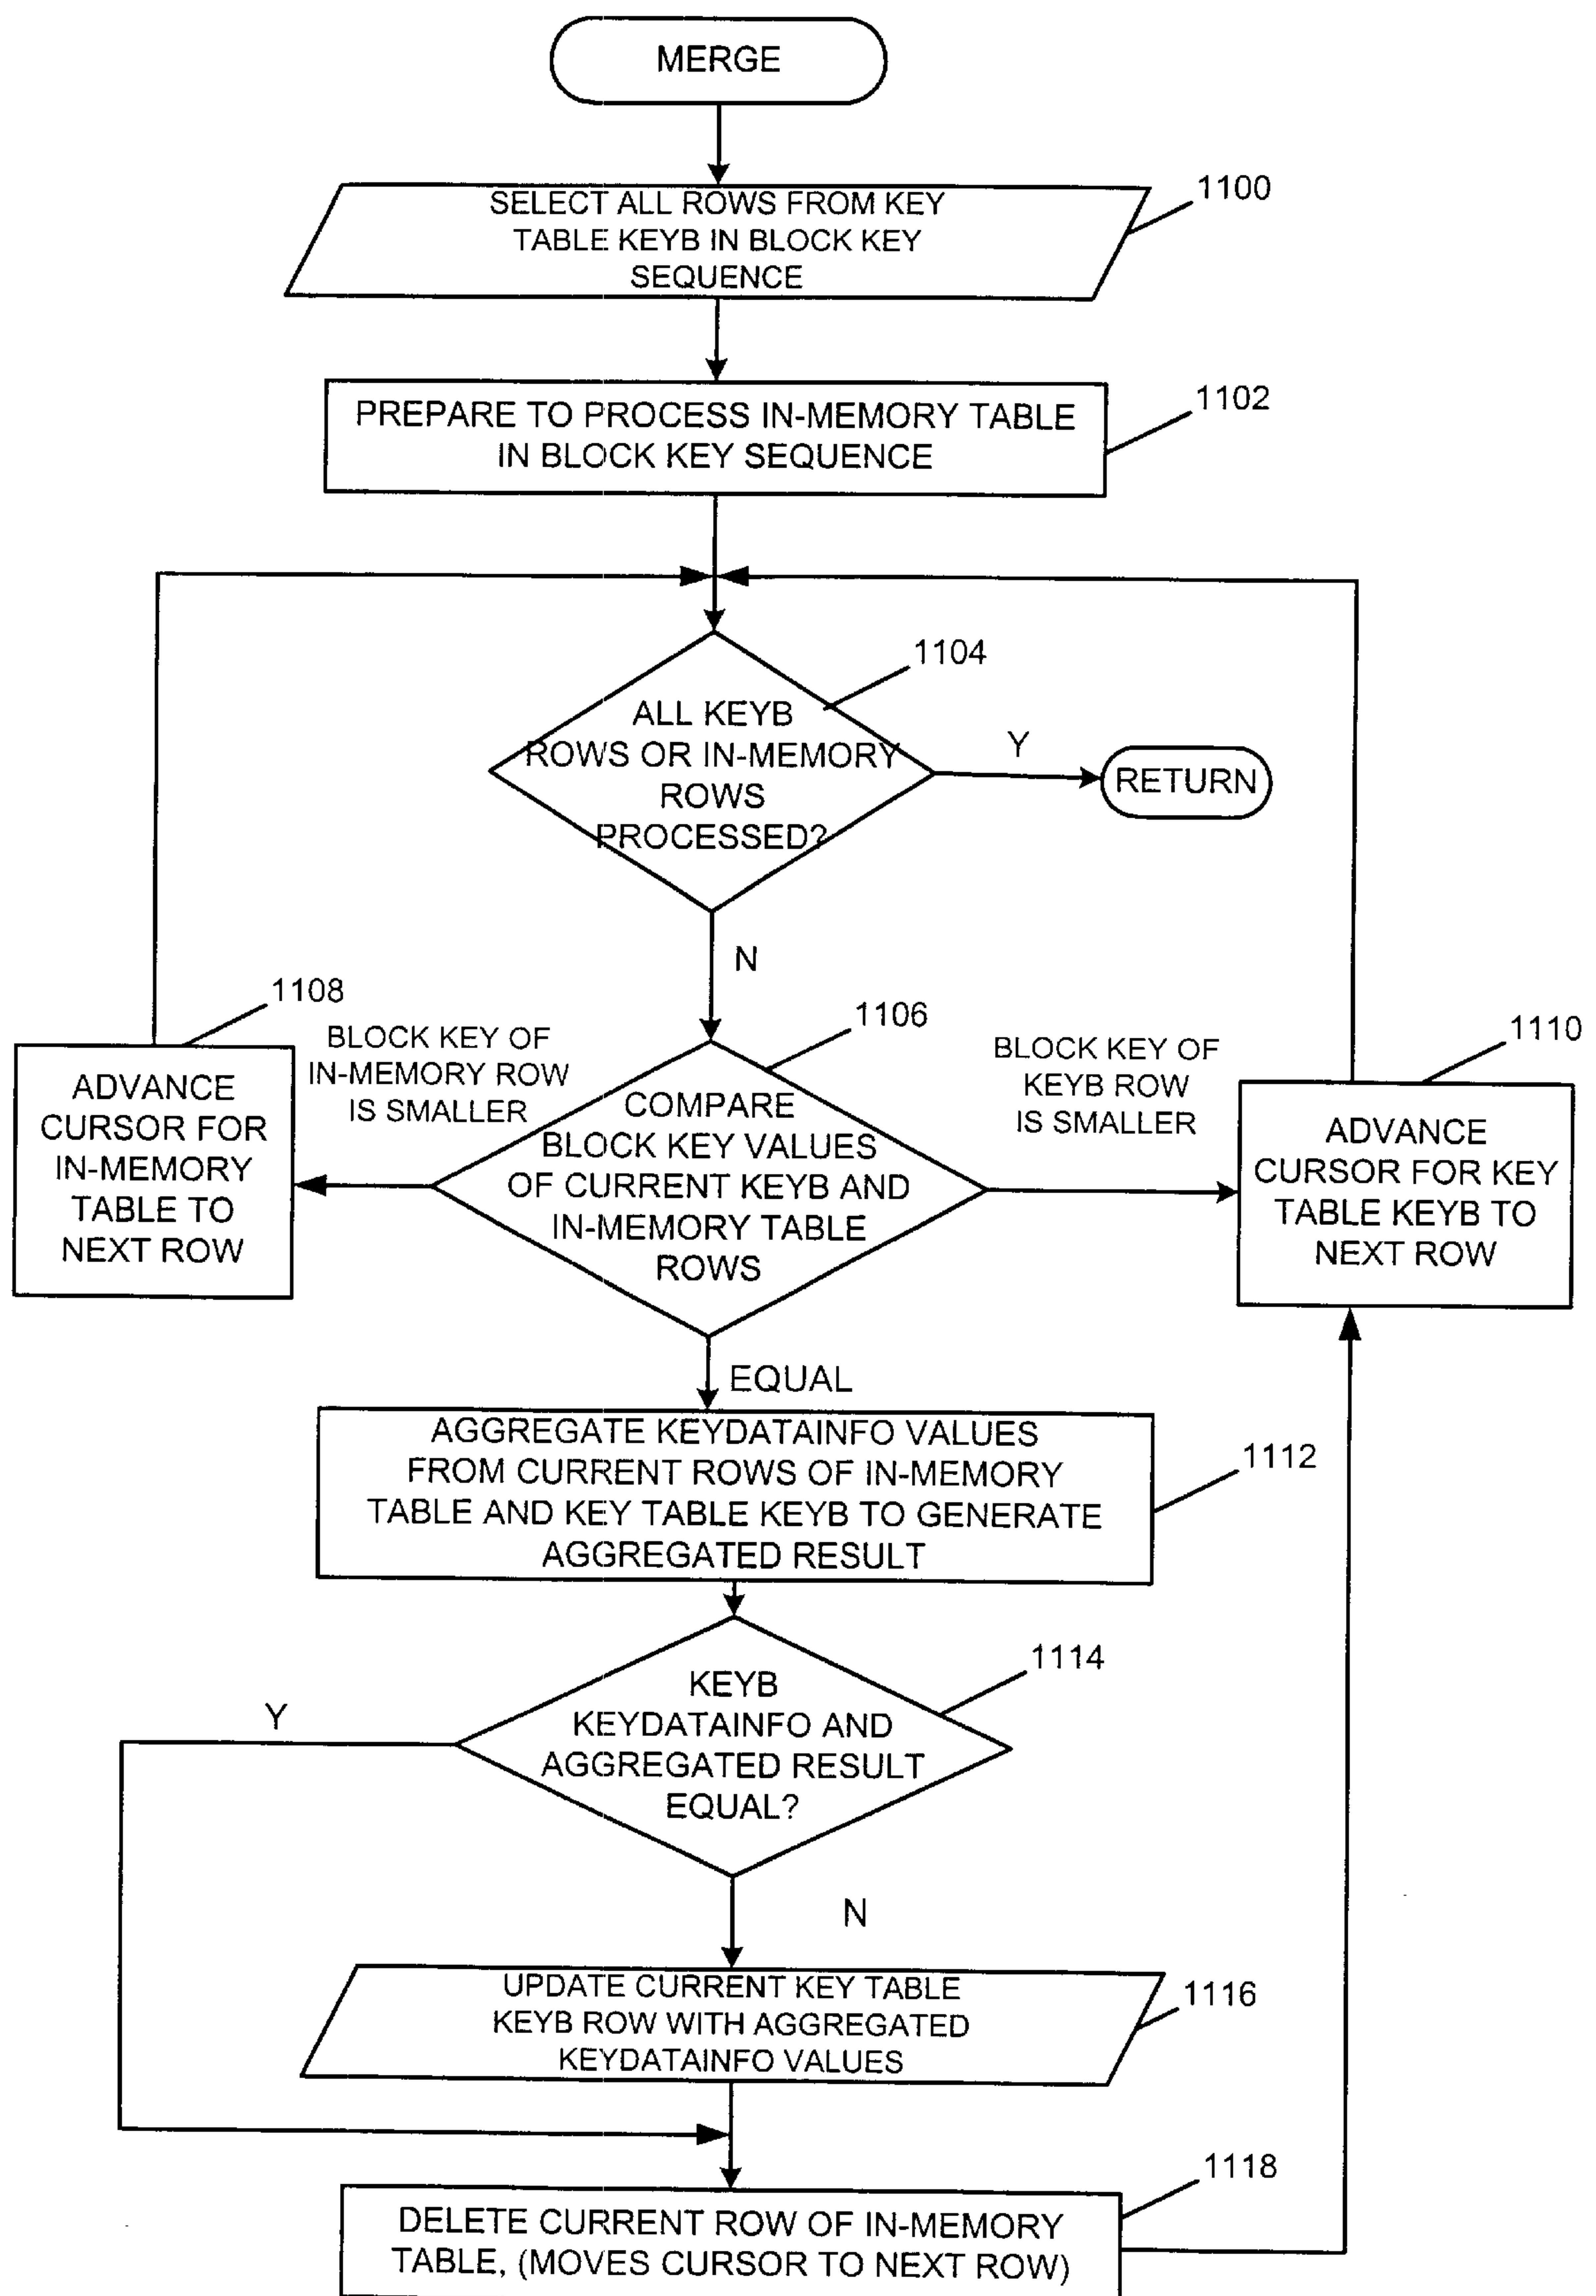 MERGE
1100
SELECT ALL ROWS FROM KEY
TABLE KEYB IN BLOCK KEY
SEQUENCE
1102
PREPARE TO PROCESS IN-MEMORY TABLE
IN BLOCK KEY SEQUENCE
1104
ALL KEYB
ROWS OR IN-MEMORY
ROWS
PROCESSED?
Y
RETURN
N
1108
BLOCK KEY OF
IN-MEMORY ROW
IS SMALLER
1106
BLOCK KEY OF
KEYB ROW
IS SMALLER
1110
ADVANCE
CURSOR FOR
IN-MEMORY
TABLE TO
NEXT ROW
COMPARE
BLOCK KEY VALUES
OF CURRENT KEYB AND
IN-MEMORY TABLE
ROWS
ADVANCE
CURSOR FOR KEY
TABLE KEYB TO
NEXT ROW
EQUAL
1112
AGGREGATE KEYDATAINFO VALUES
FROM CURRENT ROWS OF IN-MEMORY
TABLE AND KEY TABLE KEYB TO GENERATE
AGGREGATED RESULT
1114
KEYB
KEYDATAINFO AND
AGGREGATED RESULT
EQUAL?
Y
N
1116
UPDATE CURRENT KEY TABLE
KEYB ROW WITH AGGREGATED
KEYDATAINFO VALUES
1118
DELETE CURRENT ROW OF IN-MEMORY
TABLE, (MOVES CURSOR TO NEXT ROW)